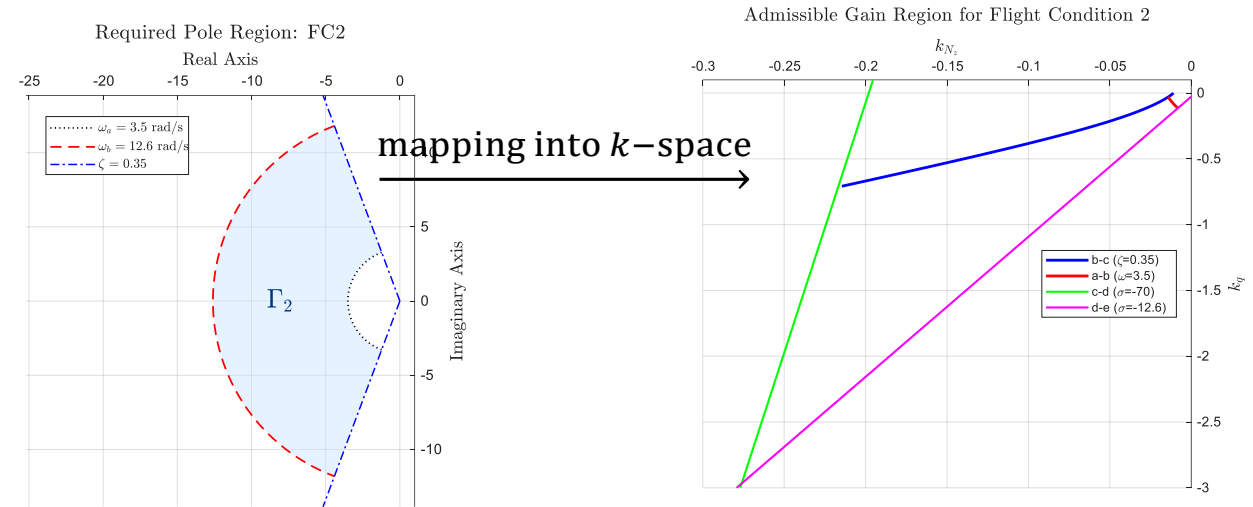 Required Pole Region: FC2
Real Axis
-25 -20 -15 -10 -5 0
ω_a = 3.5 rad/s
ω_b = 12.6 rad/s
ζ = 0.35
10
5
0
-5
-10
Imaginary Axis
Γ₂
mapping into k−space
Admissible Gain Region for Flight Condition 2
k_{N_z}
-0.3 -0.25 -0.2 -0.15 -0.1 -0.05 0
0
-0.5
-1
-1.5
-2
-2.5
-3
k_q
b-c (ζ=0.35)
a-b (ω=3.5)
c-d (σ=-70)
d-e (σ=-12.6)